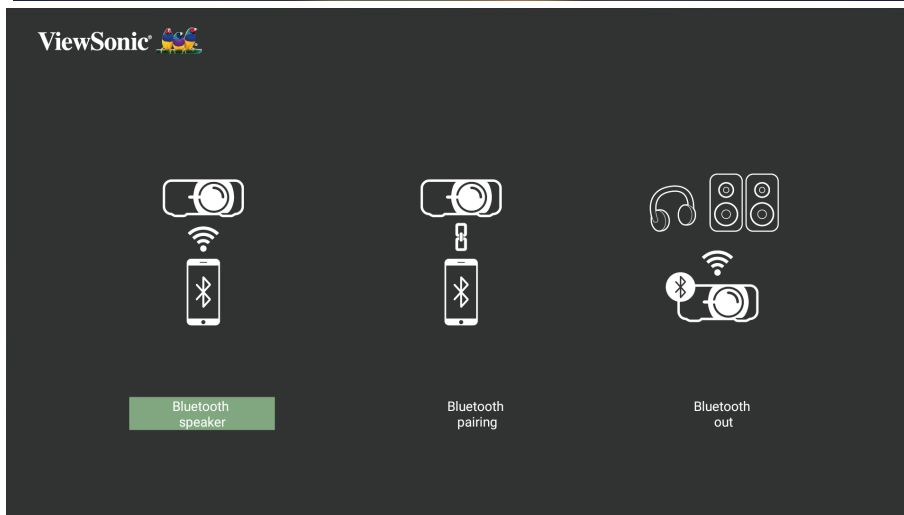 ViewSonic®
Bluetooth
speaker
Bluetooth
pairing
Bluetooth
out